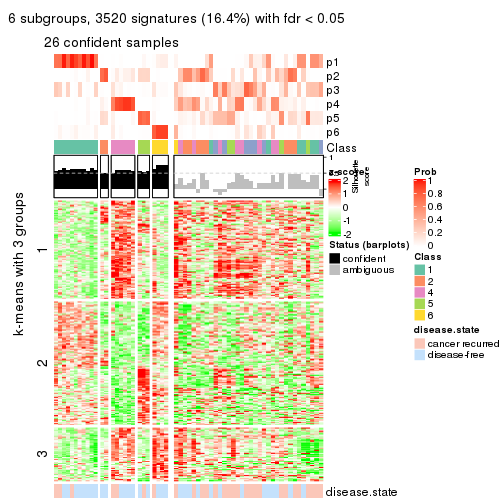 6 subgroups, 3520 signatures (16.4%) with fdr < 0.05
26 confident samples
p1
p2
p3
p4
p5
p6
Class
1
Silhouette
score
z-score
2
1
0
-1
-2
Prob
1
0.8
0.6
0.4
0.2
0
Status (barplots)
confident
ambiguous
Class
1
2
4
5
6
disease.state
cancer recurred
disease-free
k-means with 3 groups
1
2
3
disease.state